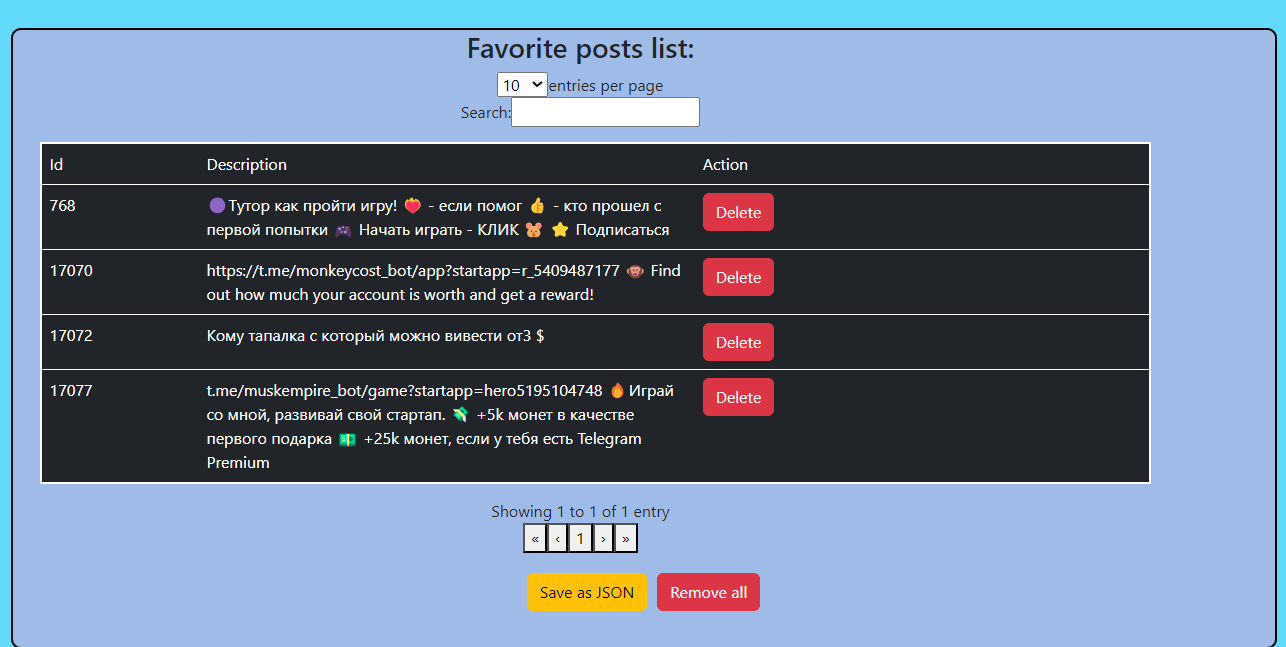 Favorite posts list:
10 entries per page
Search:
Id Description Action
768 🟣Тутор как пройти игру! ❤️ - если помог 👍 - кто прошел с Delete
первой попытки 🎮 Начать играть - КЛИК 🐹 ⭐ Подписаться
17070 https://t.me/monkeycost_bot/app?startapp=r_5409487177 🐵 Find Delete
out how much your account is worth and get a reward!
17072 Кому тапалка с который можно вивести от3 $ Delete
17077 t.me/muskempire_bot/game?startapp=hero5195104748 🔥Играй Delete
со мной, развивай свой стартап. 💸 +5k монет в качестве
первого подарка 💵 +25k монет, если у тебя есть Telegram
Premium
Showing 1 to 1 of 1 entry
« ‹ 1 › »
Save as JSON Remove all